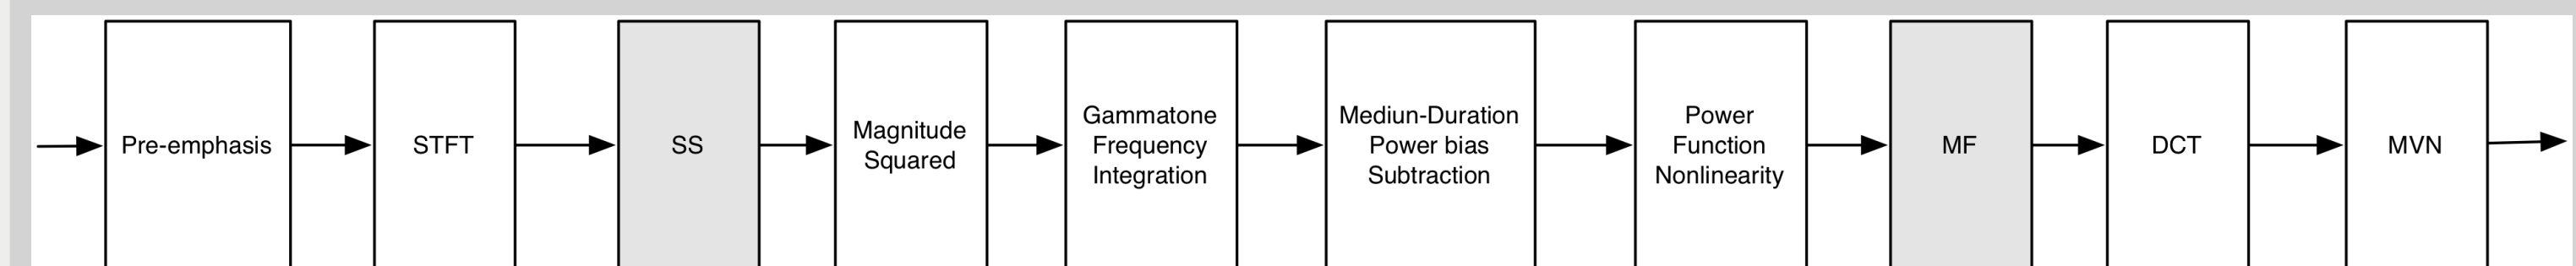 Pre-emphasis
STFT
SS
Magnitude
Squared
Gammatone
Frequency
Integration
Mediun-Duration
Power bias
Subtraction
Power
Function
Nonlinearity
MF
DCT
MVN